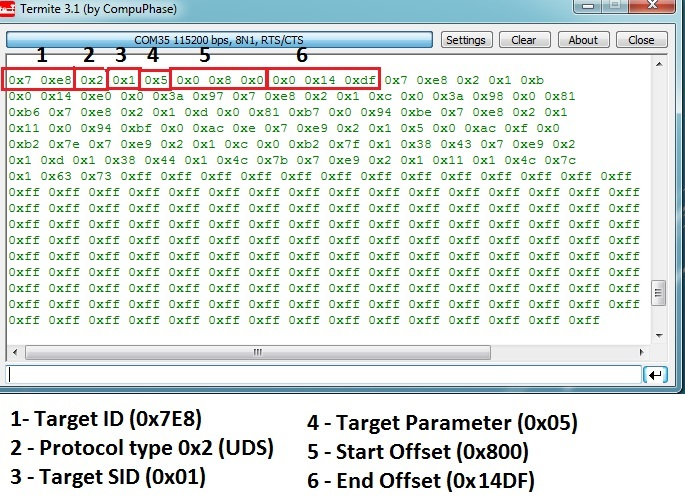 Termite 3.1 (by CompuPhase)
COM35 115200 bps, 8N1, RTS/CTS
Settings
Clear
About
Close
1 2 3 4 5 6
0x7 0xe8 0x2 0x1 0x5 0x0 0x8 0x0 0x0 0x14 0xdf 0x7 0xe8 0x2 0x1 0xb
0x0 0x14 0xe0 0x0 0x3a 0x97 0x7 0xe8 0x2 0x1 0xc 0x0 0x3a 0x98 0x0 0x81
0xb6 0x7 0xe8 0x2 0x1 0xd 0x0 0x81 0xb7 0x0 0x94 0xbe 0x7 0xe8 0x2 0x1
0x11 0x0 0x94 0xbf 0x0 0xac 0xe 0x7 0xe9 0x2 0x1 0x5 0x0 0xac 0xf 0x0
0xb2 0x7e 0x7 0xe9 0x2 0x1 0xc 0x0 0xb2 0x7f 0x1 0x38 0x43 0x7 0xe9 0x2
0x1 0xd 0x1 0x38 0x44 0x1 0x4c 0x7b 0x7 0xe9 0x2 0x1 0x11 0x1 0x4c 0x7c
0x1 0x63 0x73 0xff 0xff 0xff 0xff 0xff 0xff 0xff 0xff 0xff 0xff 0xff 0xff 0xff
0xff 0xff 0xff 0xff 0xff 0xff 0xff 0xff 0xff 0xff 0xff 0xff 0xff 0xff 0xff 0xff
0xff 0xff 0xff 0xff 0xff 0xff 0xff 0xff 0xff 0xff 0xff 0xff 0xff 0xff 0xff 0xff
0xff 0xff 0xff 0xff 0xff 0xff 0xff 0xff 0xff 0xff 0xff 0xff 0xff 0xff 0xff 0xff
0xff 0xff 0xff 0xff 0xff 0xff 0xff 0xff 0xff 0xff 0xff 0xff 0xff 0xff 0xff 0xff
0xff 0xff 0xff 0xff 0xff 0xff 0xff 0xff 0xff 0xff 0xff 0xff 0xff 0xff 0xff 0xff
0xff 0xff 0xff 0xff 0xff 0xff 0xff 0xff 0xff 0xff 0xff 0xff 0xff 0xff 0xff 0xff
0xff 0xff 0xff 0xff 0xff 0xff 0xff 0xff 0xff 0xff 0xff 0xff 0xff 0xff 0xff 0xff
0xff 0xff 0xff 0xff 0xff 0xff 0xff 0xff 0xff 0xff 0xff 0xff 0xff 0xff 0xff 0xff
0xff 0xff 0xff 0xff 0xff 0xff 0xff 0xff 0xff 0xff 0xff 0xff 0xff 0xff 0xff
1- Target ID (0x7E8)
2 - Protocol type 0x2 (UDS)
3 - Target SID (0x01)
4 - Target Parameter (0x05)
5 - Start Offset (0x800)
6 - End Offset (0x14DF)